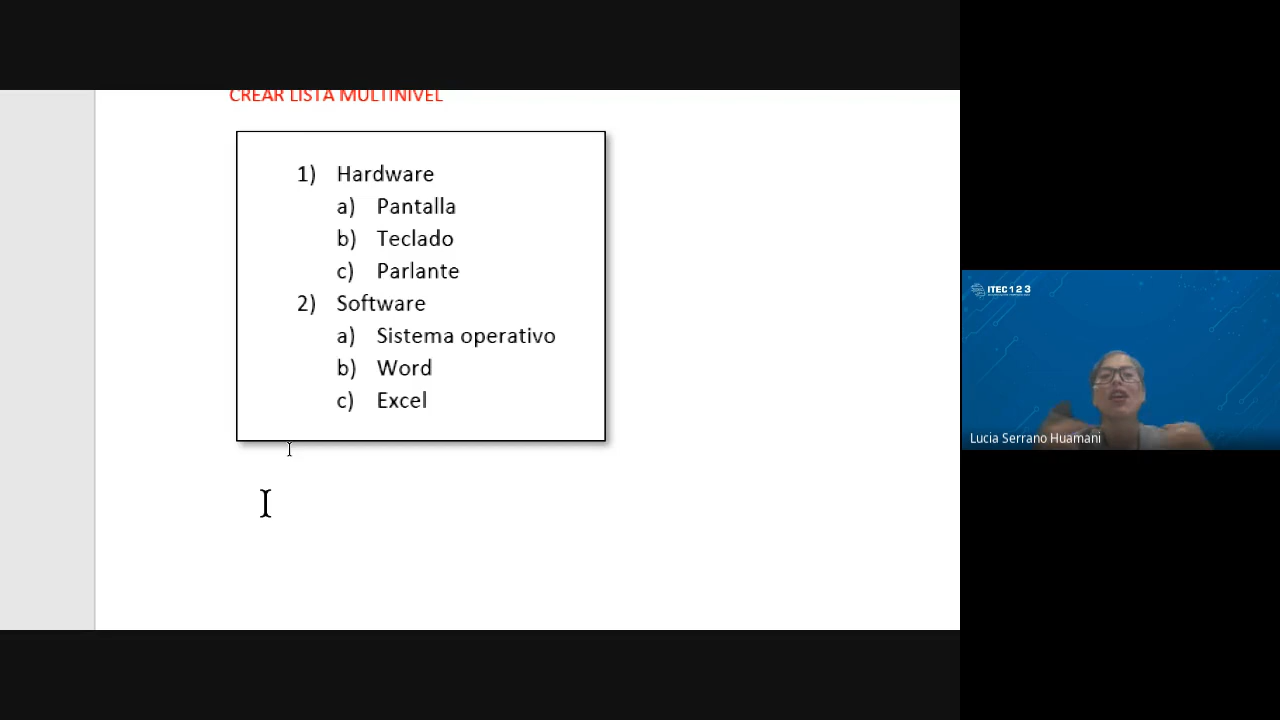 CREAR LISTA MULTINIVEL
1) Hardware
a) Pantalla
b) Teclado
c) Parlante
2) Software
a) Sistema operativo
b) Word
c) Excel
ITEC 1 2 3
Lucia Serrano Huamani